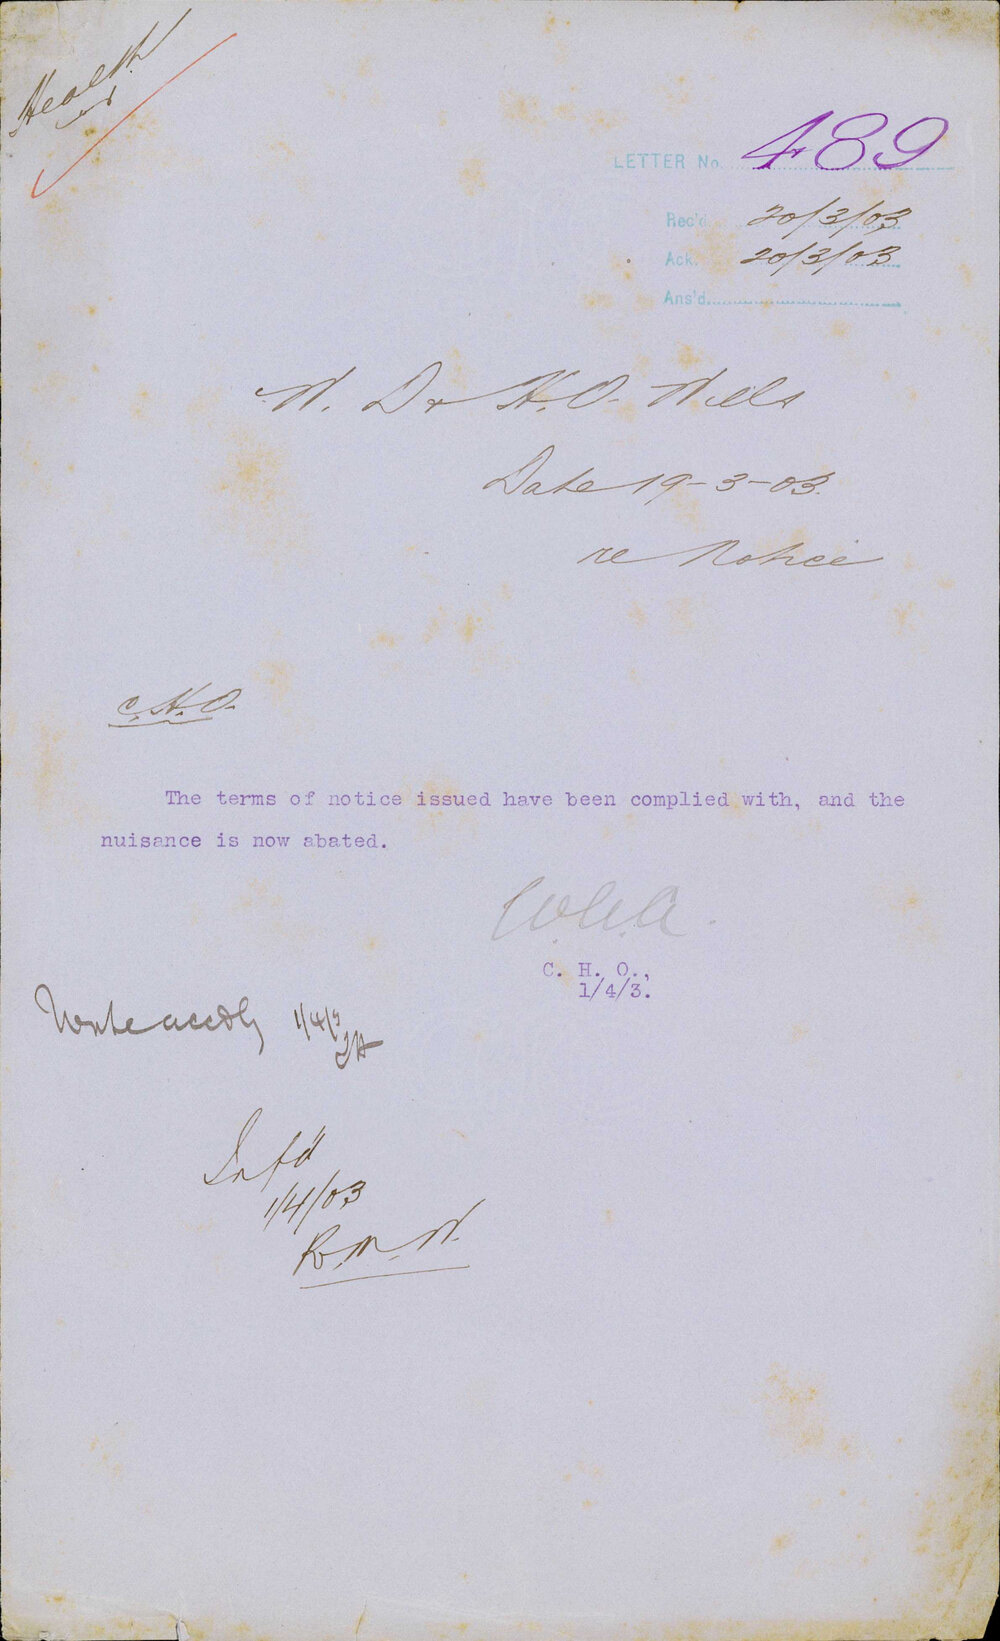 Health
LETTER No. 489
Rec'd. 20/3/03
Ack. 20/3/03
Ans'd.
W. D & H. O. Wills
Date 19-3-03.
re Notice
C. H. O.
The terms of notice issued have been complied with, and the
nuisance is now abated.
C. H. O.,
1/4/3.
Write accdly 1/4/3
Inf'd
1/4/03
R. W. W.